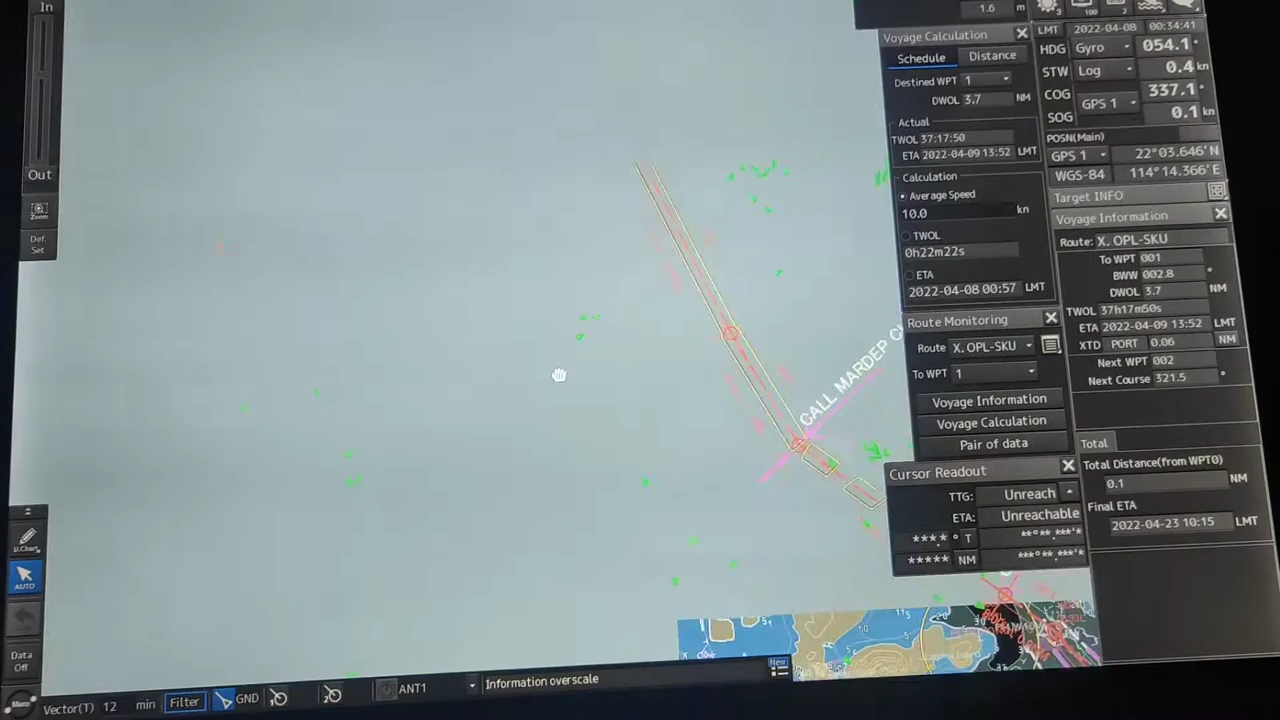 In
Out
Zoom
Def.
Set
U.Chart
AUTO
Data
Off
Menu
Vector(T) 12 min
Filter
GND
ANT1
New
Information overscale
CALL MARDEP
1.6 m
Voyage Calculation
Schedule Distance
Destined WPT 1
DWOL 3.7 NM
Actual
TWOL 37:17:50
ETA 2022-04-09 13:52 LMT
Calculation
Average Speed
10.0 kn
TWOL
0h22m22s
ETA
2022-04-08 00:57 LMT
Route Monitoring
Route X. OPL-SKU
To WPT 1
Voyage Information
Voyage Calculation
Pair of data
Cursor Readout
TTG: Unreach
ETA: Unreachable
****.* ° T **°**.***'*
***** NM ***°**.***'*
LMT 2022-04-08 00:34:41
HDG Gyro 054.1°
STW Log 0.4 kn
COG 337.1°
GPS 1
SOG 0.1 kn
POSN(Main)
GPS 1 22°03.646'N
WGS-84 114°14.366'E
Target INFO
Voyage Information
Route: X. OPL-SKU
To WPT 001
BWW 002.8 °
DWOL 3.7 NM
TWOL 37h17m50s
ETA 2022-04-09 13:52 LMT
XTD PORT 0.06 NM
Next WPT 002
Next Course 321.5 °
Total
Total Distance(from WPT0)
0.1 NM
Final ETA
2022-04-23 10:15 LMT